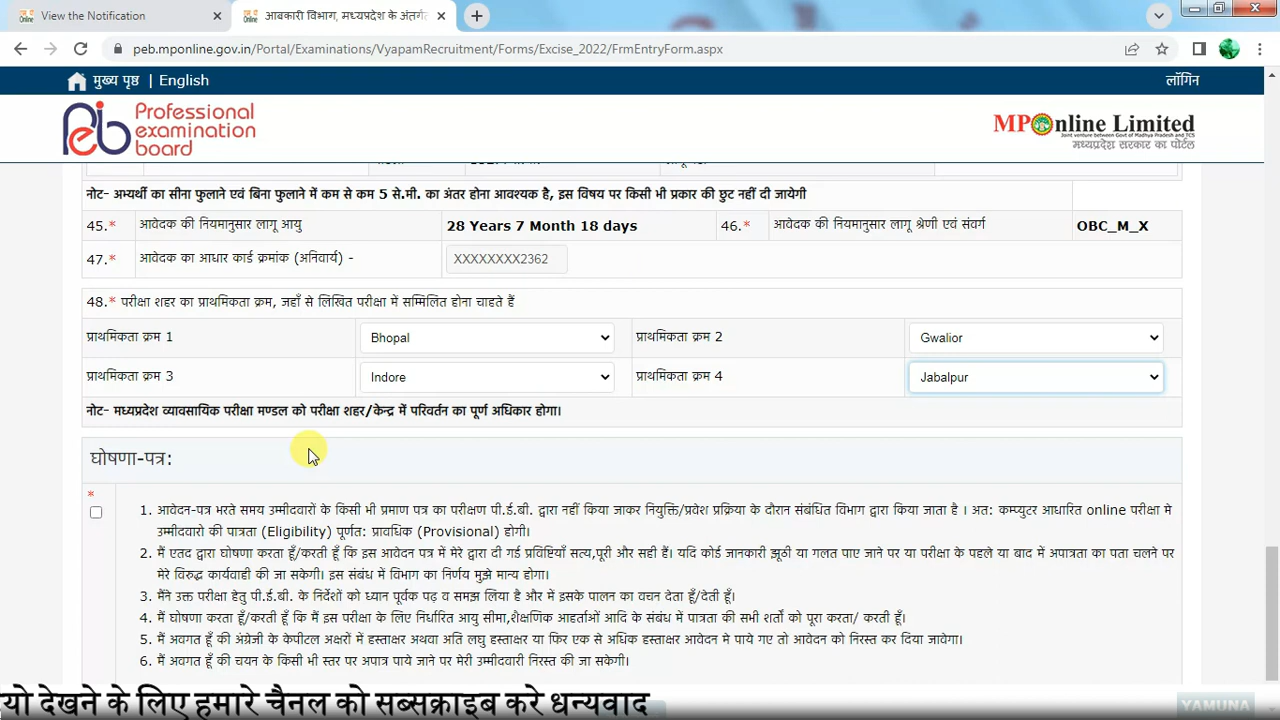 View the Notification
आबकारी विभाग, मध्यप्रदेश के अंतर्गत
peb.mponline.gov.in/Portal/Examinations/VyapamRecruitment/Forms/Excise_2022/FrmEntryForm.aspx
मुख्य पृष्ठ | English लॉगिन
Professional examination board
MPOnline Limited
Joint venture between Govt of Madhya Pradesh and TCS
मध्यप्रदेश सरकार का पोर्टल
नोट- अभ्यर्थी का सीना फुलाने एवं बिना फुलाने में कम से कम 5 से.मी. का अंतर होना आवश्यक है, इस विषय पर किसी भी प्रकार की छुट नहीं दी जायेगी
45.* आवेदक की नियमानुसार लागू आयु 28 Years 7 Month 18 days 46.* आवेदक की नियमानुसार लागू श्रेणी एवं संवर्ग OBC_M_X
47.* आवेदक का आधार कार्ड क्रमांक (अनिवार्य) - XXXXXXXX2362
48.* परीक्षा शहर का प्राथमिकता क्रम, जहाँ से लिखित परीक्षा में सम्मिलित होना चाहते हैं
प्राथमिकता क्रम 1 Bhopal प्राथमिकता क्रम 2 Gwalior
प्राथमिकता क्रम 3 Indore प्राथमिकता क्रम 4 Jabalpur
नोट- मध्यप्रदेश व्यावसायिक परीक्षा मण्डल को परीक्षा शहर/केन्द्र में परिवर्तन का पूर्ण अधिकार होगा।
घोषणा-पत्र:
*
1. आवेदन-पत्र भरते समय उम्मीदवारों के किसी भी प्रमाण पत्र का परीक्षण पी.ई.बी. द्वारा नहीं किया जाकर नियुक्ति/प्रवेश प्रक्रिया के दौरान संबंधित विभाग द्वारा किया जाता है । अत: कम्प्युटर आधारित online परीक्षा मे
उम्मीदवारो की पात्रता (Eligibility) पूर्णत: प्रावधिक (Provisional) होगी।
2. मैं एतद द्वारा घोषणा करता हूँ/करती हूँ कि इस आवेदन पत्र में मेरे द्वारा दी गई प्रविष्टियाँ सत्य,पूरी और सही हैं। यदि कोई जानकारी झूठी या गलत पाए जाने पर या परीक्षा के पहले या बाद में अपात्रता का पता चलने पर
मेरे विरुद्ध कार्यवाही की जा सकेगी। इस संबंध में विभाग का निर्णय मुझे मान्य होगा।
3. मैंने उक्त परीक्षा हेतु पी.ई.बी. के निर्देशों को ध्यान पूर्वक पढ़ व समझ लिया है और में इसके पालन का वचन देता हूँ/देती हूँ।
4. मैं घोषणा करता हूँ/करती हूँ कि मैं इस परीक्षा के लिए निर्धारित आयु सीमा,शैक्षणिक आहर्ताओं आदि के संबंध में पात्रता की सभी शर्तों को पूरा करता/ करती हूँ।
5. मैं अवगत हूँ की अंग्रेजी के केपीटल अक्षरों में हस्ताक्षर अथवा अति लघु हस्ताक्षर या फिर एक से अधिक हस्ताक्षर आवेदन मे पाये गए तो आवेदन को निरस्त कर दिया जावेगा।
6. मैं अवगत हूँ की चयन के किसी भी स्तर पर अपात्र पाये जाने पर मेरी उम्मीदवारी निरस्त की जा सकेगी।
यो देखने के लिए हमारे चैनल को सब्सक्राइब करे धन्यवाद
YAMUNA